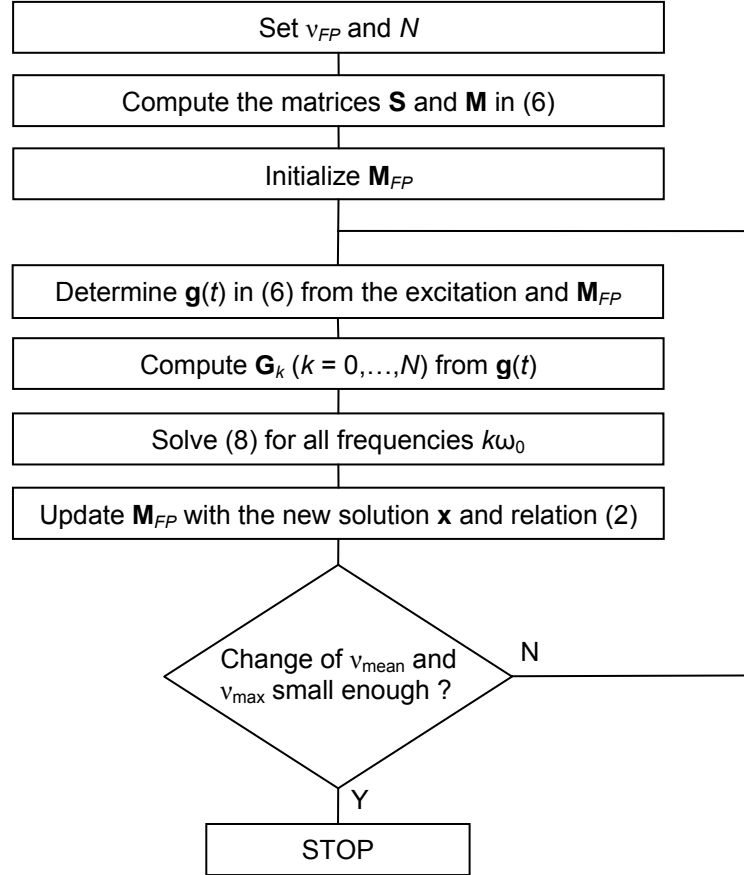 Set ν_FP and N
Compute the matrices S and M in (6)
Initialize M_FP
Determine g(t) in (6) from the excitation and M_FP
Compute G_k (k = 0,…,N) from g(t)
Solve (8) for all frequencies kω₀
Update M_FP with the new solution x and relation (2)
Change of ν_mean and
ν_max small enough ?
N
Y
STOP